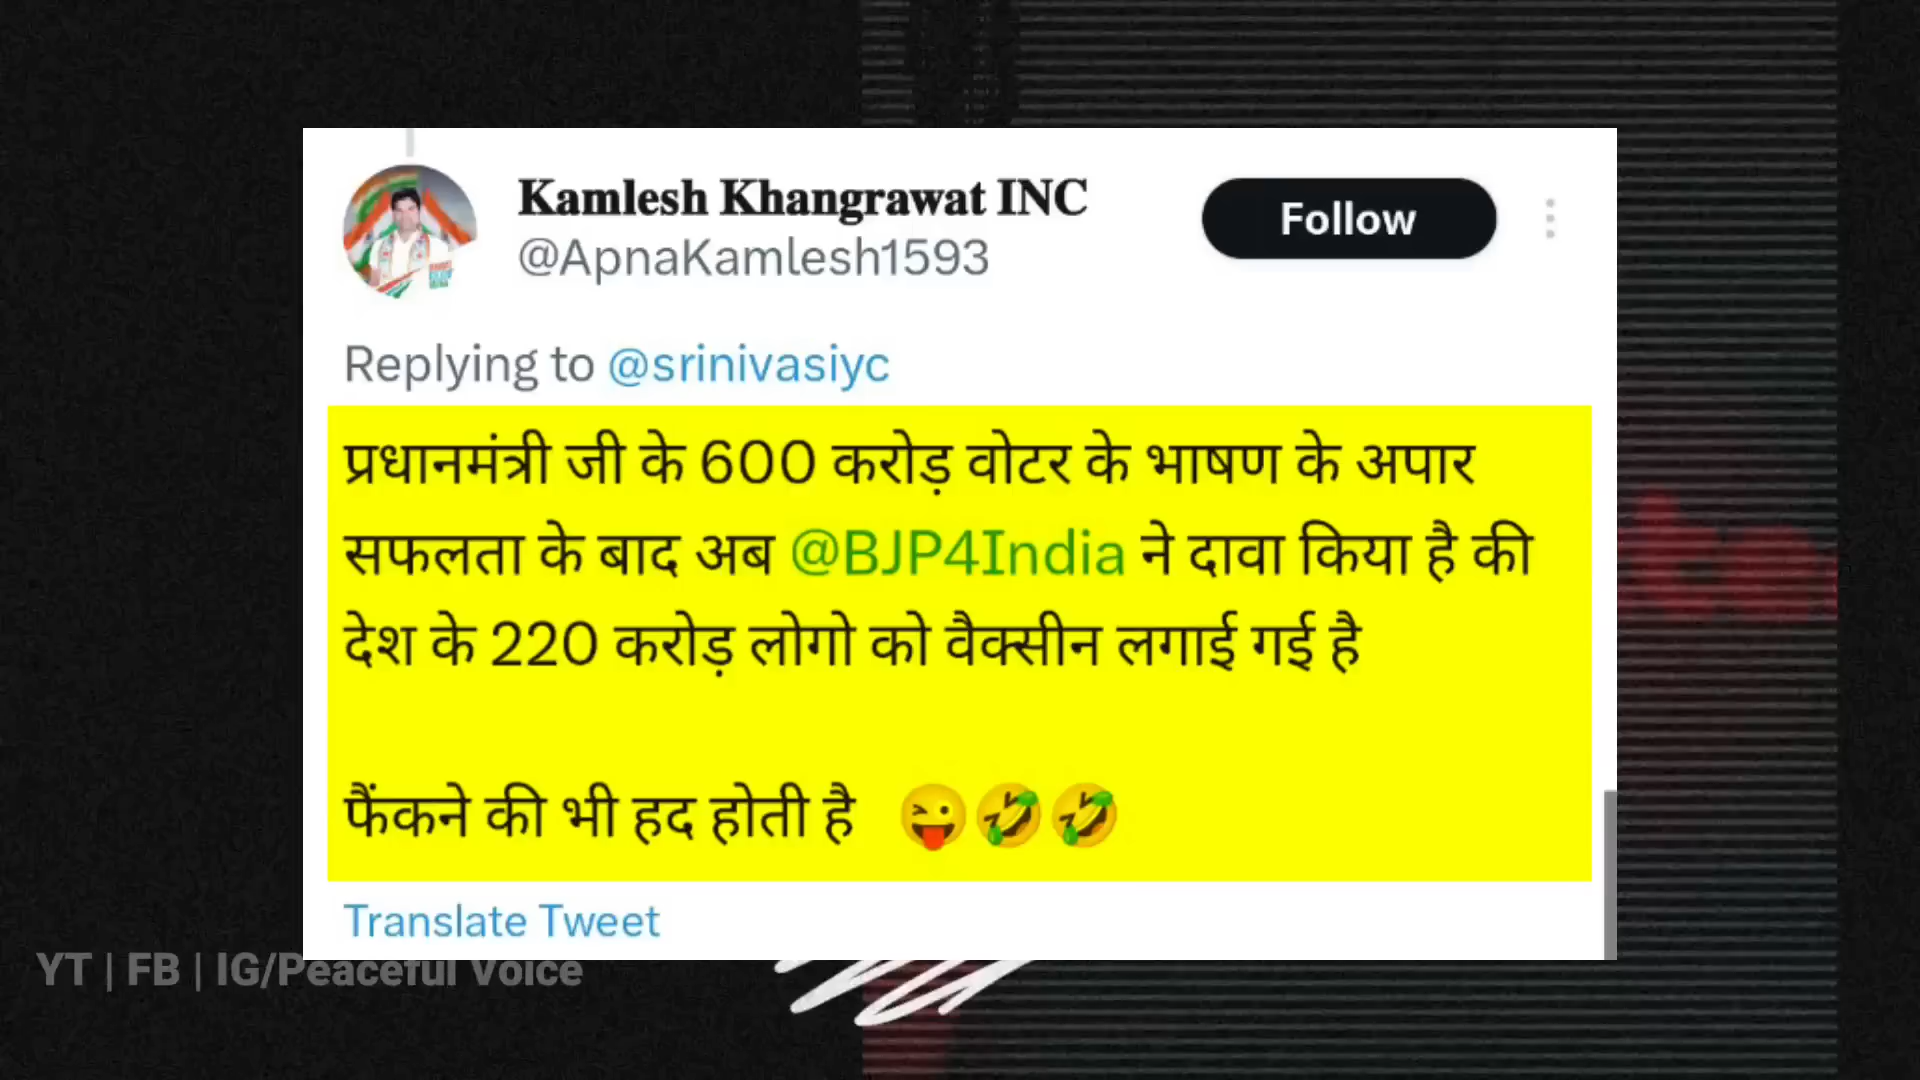 Kamlesh Khangrawat INC
@ApnaKamlesh1593
Follow
Replying to @srinivasiyc
प्रधानमंत्री जी के 600 करोड़ वोटर के भाषण के अपार
सफलता के बाद अब @BJP4India ने दावा किया है की
देश के 220 करोड़ लोगो को वैक्सीन लगाई गई है
फैंकने की भी हद होती है 😜🤣🤣
Translate Tweet
YT | FB | IG/Peaceful Voice